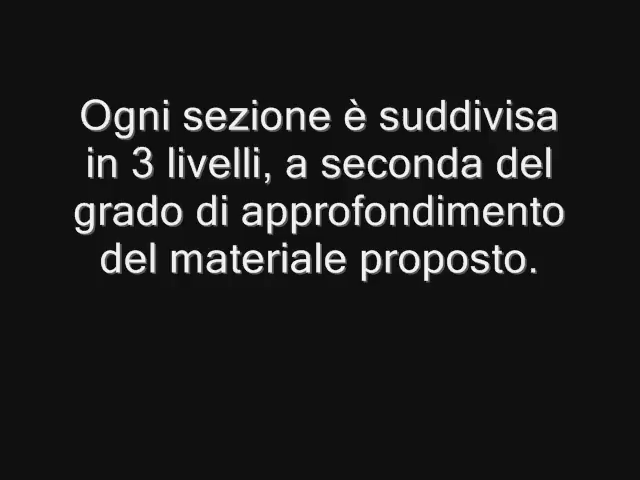 Ogni sezione è suddivisa
in 3 livelli, a seconda del
grado di approfondimento
del materiale proposto.